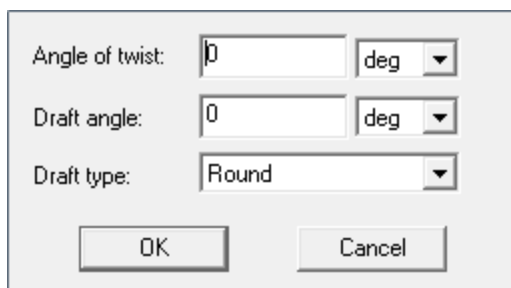 Angle of twist: 0 deg
Draft angle: 0 deg
Draft type: Round
OK Cancel